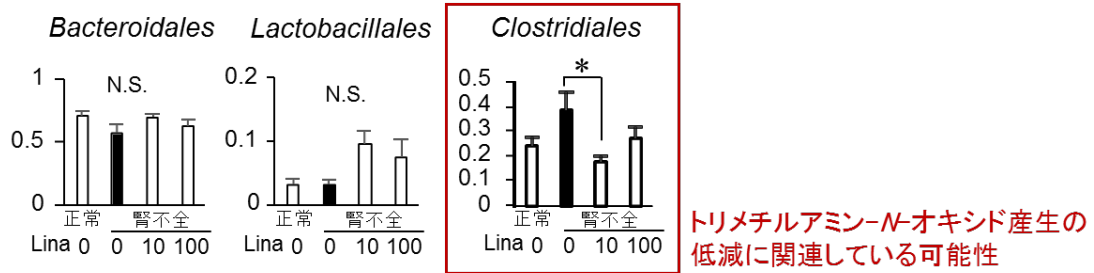 Bacteroidales
1
0.5
0
N.S.
正常 腎不全
Lina 0 0 10 100
Lactobacillales
0.2
0.1
0
N.S.
正常 腎不全
Lina 0 0 10 100
Clostridiales
0.5
0.4
0.3
0.2
0.1
0
*
正常 腎不全
Lina 0 0 10 100
トリメチルアミン-N-オキシド産生の
低減に関連している可能性